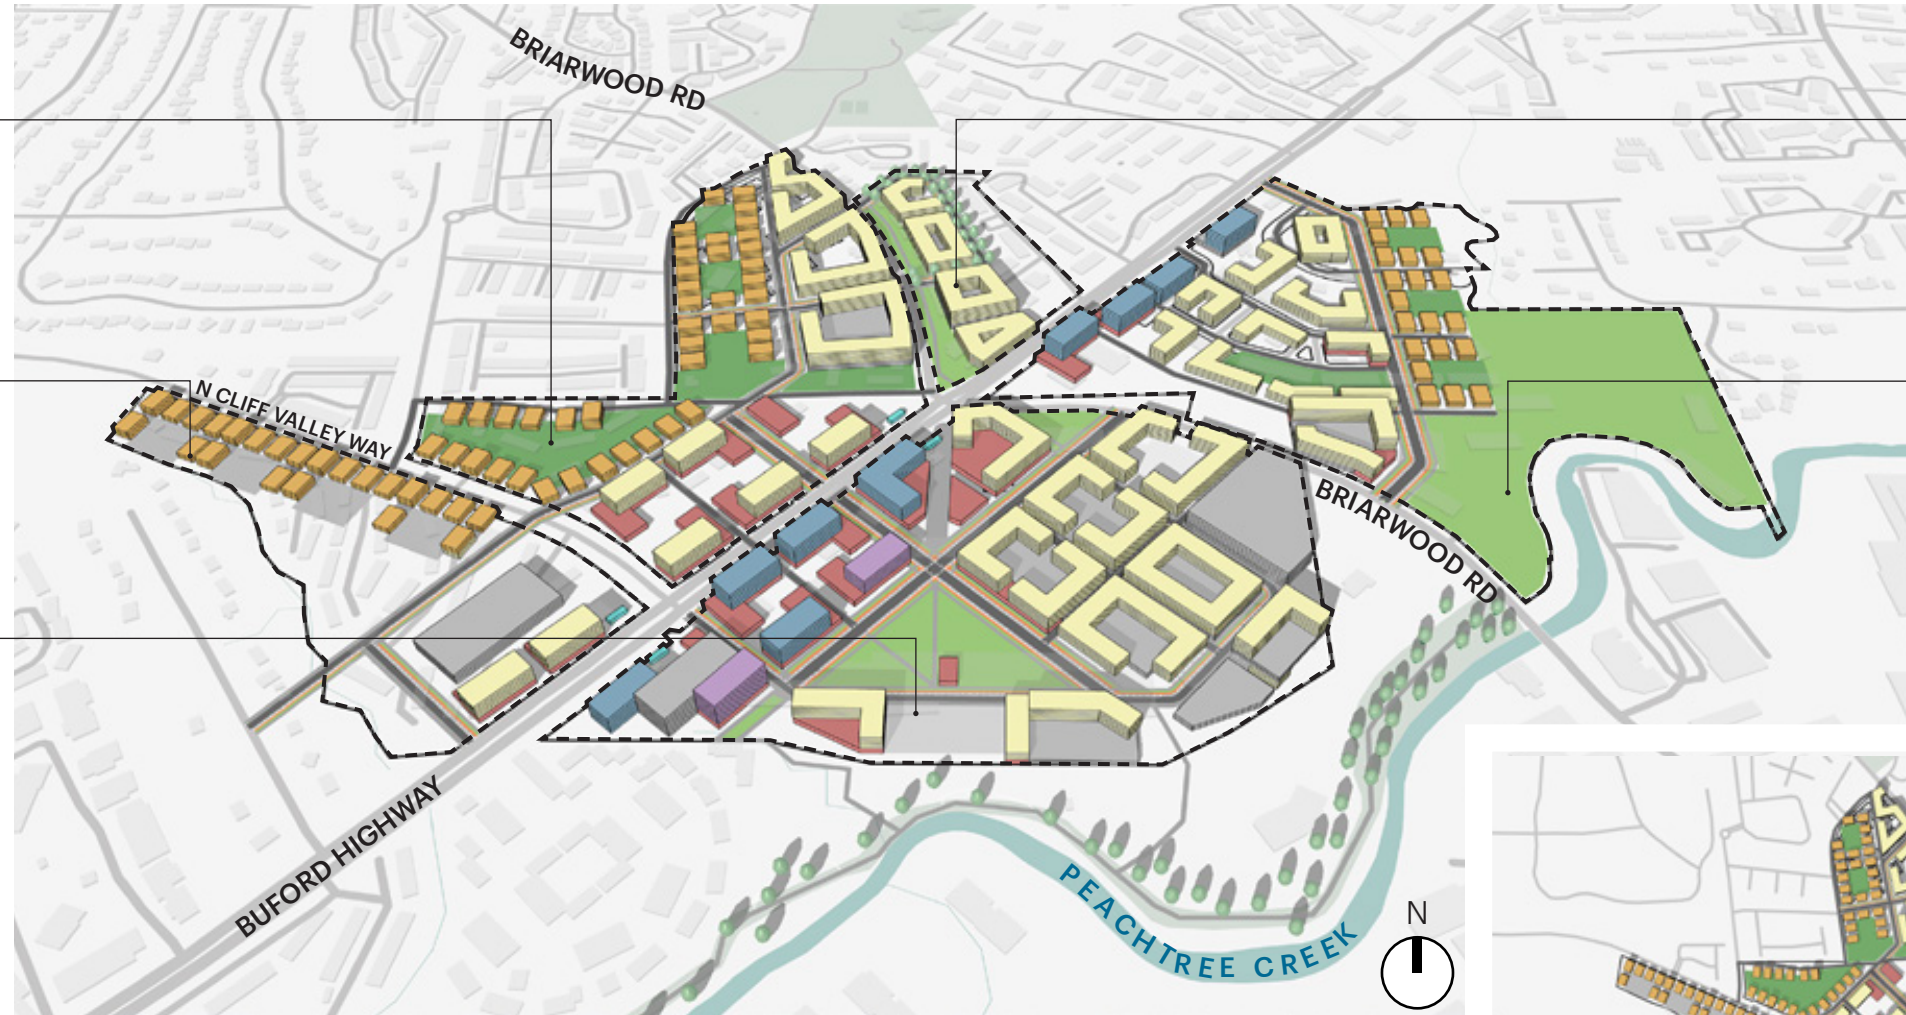 BRIARWOOD RD
N CLIFF VALLEY WAY
BRIARWOOD RD
BUFORD HIGHWAY
PEACHTREE CREEK
N